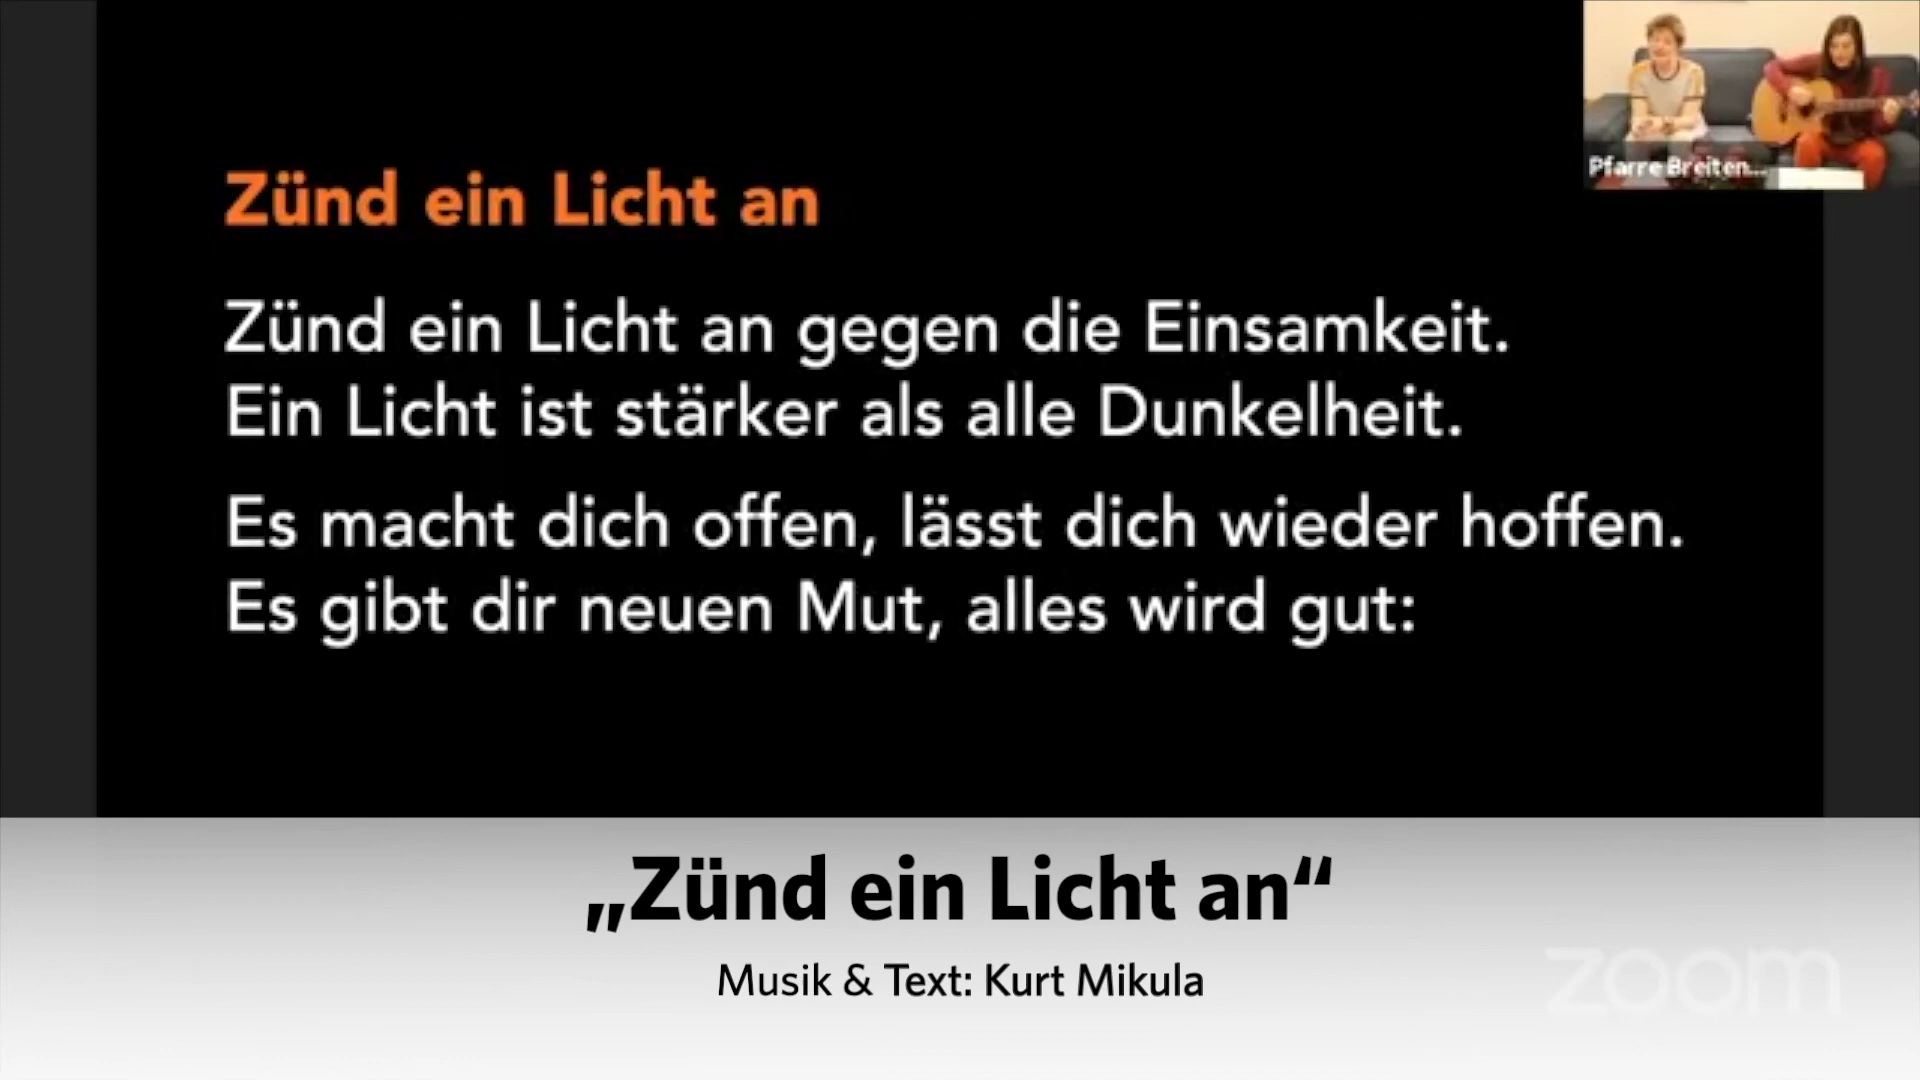 Zünd ein Licht an
Pfarre Breiten...
Zünd ein Licht an gegen die Einsamkeit.
Ein Licht ist stärker als alle Dunkelheit.
Es macht dich offen, lässt dich wieder hoffen.
Es gibt dir neuen Mut, alles wird gut:
„Zünd ein Licht an“
Musik & Text: Kurt Mikula
zoom